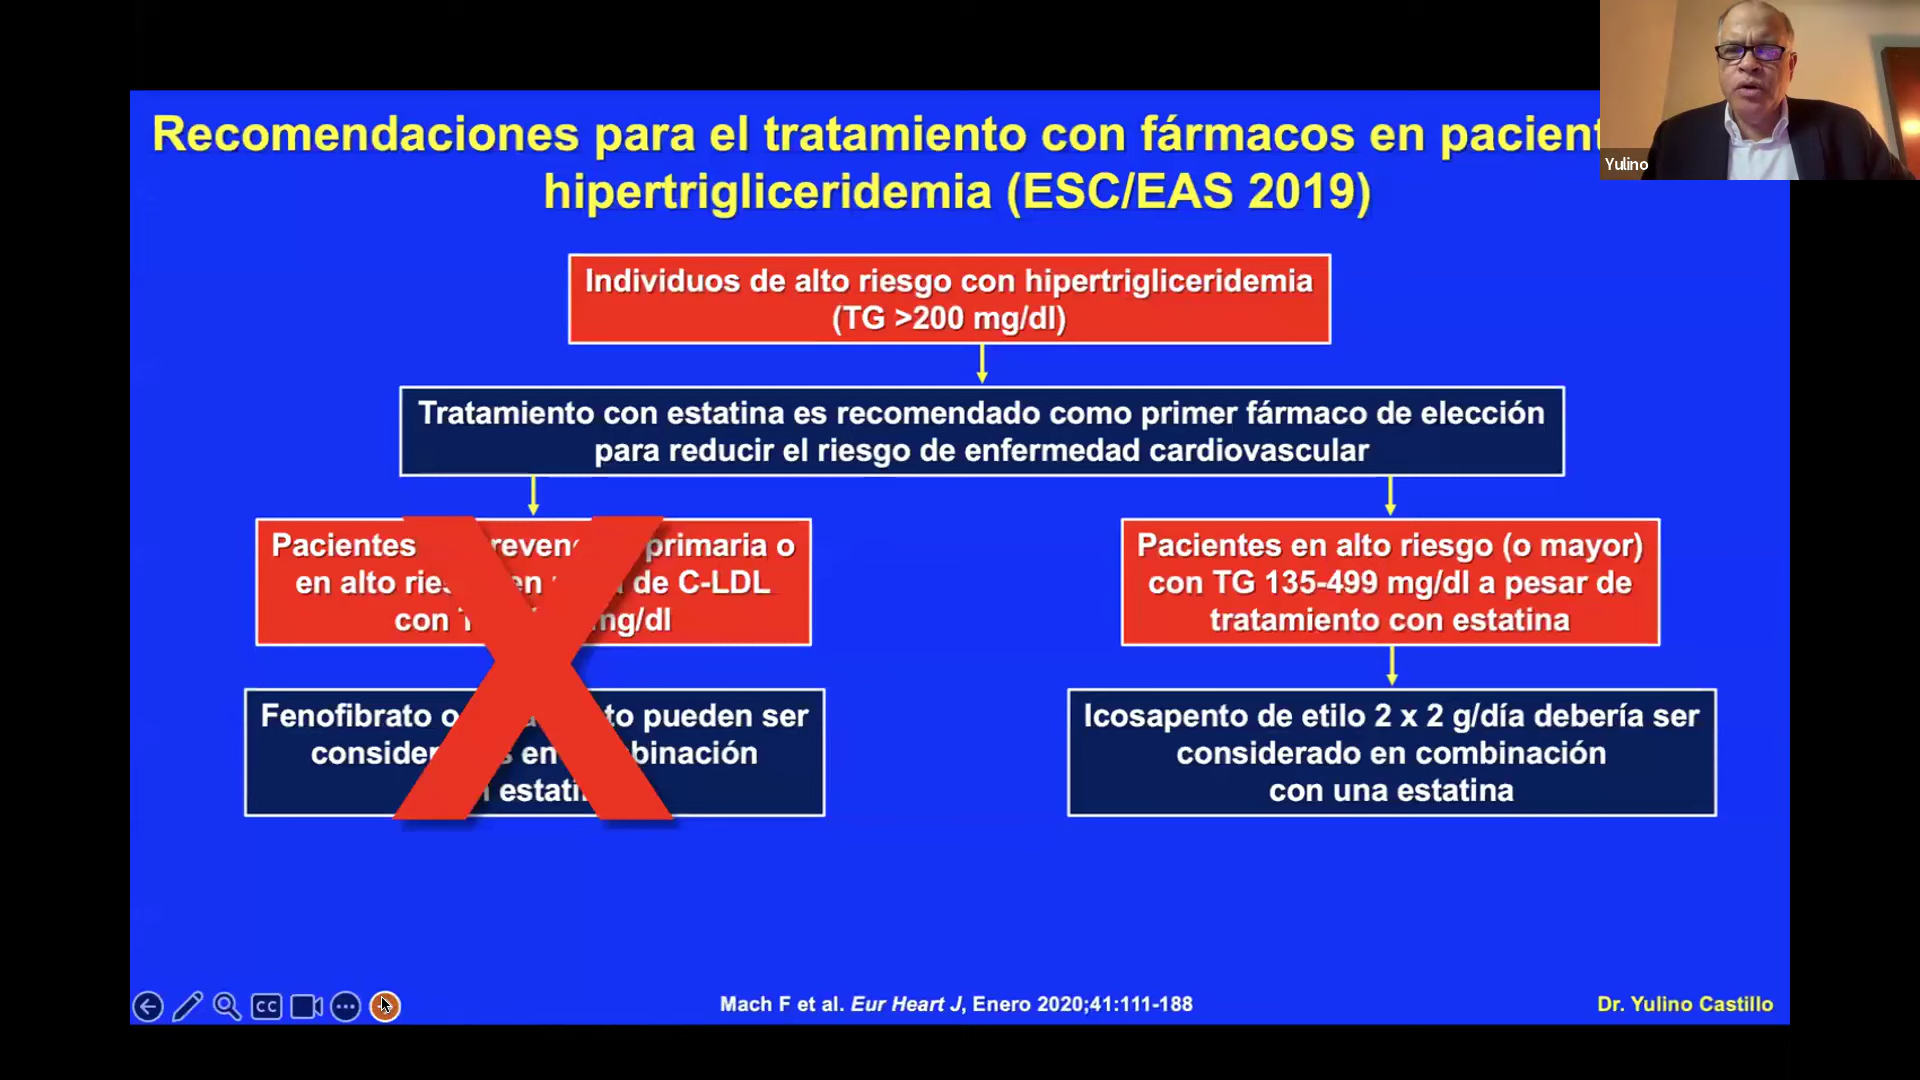 Recomendaciones para el tratamiento con fármacos en pacient
hipertrigliceridemia (ESC/EAS 2019)
Yulino
Individuos de alto riesgo con hipertrigliceridemia
(TG >200 mg/dl)
Tratamiento con estatina es recomendado como primer fármaco de elección
para reducir el riesgo de enfermedad cardiovascular
Pacientes primaria o
en alto de C-LDL
con mg/dl
Pacientes en alto riesgo (o mayor)
con TG 135-499 mg/dl a pesar de
tratamiento con estatina
Fenofibrato o pueden ser
en
Icosapento de etilo 2 x 2 g/día debería ser
considerado en combinación
con una estatina
CC
Mach F et al. Eur Heart J, Enero 2020;41:111-188
Dr. Yulino Castillo